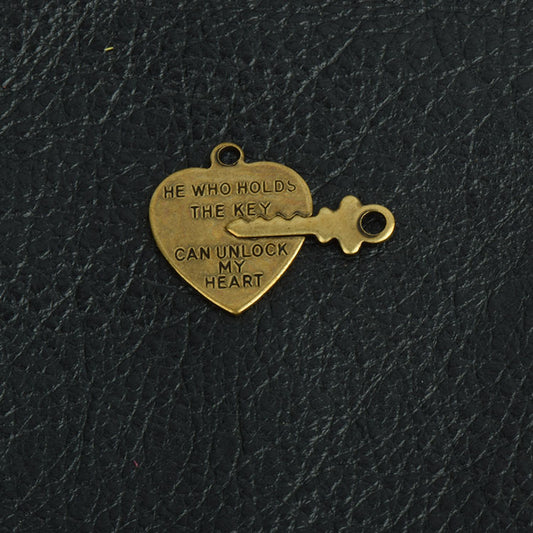 HE WHO HOLDS
THE KEY
CAN UNLOCK
MY
HEART